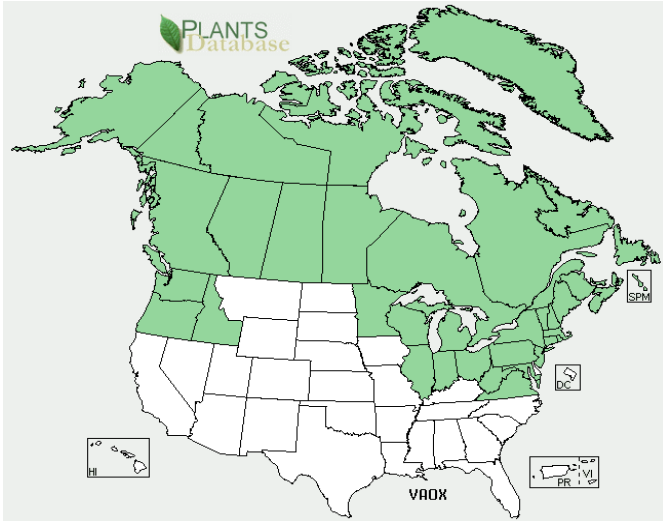 PLANTS
Database
SPM
DC
HI
PR
VI
VAOX